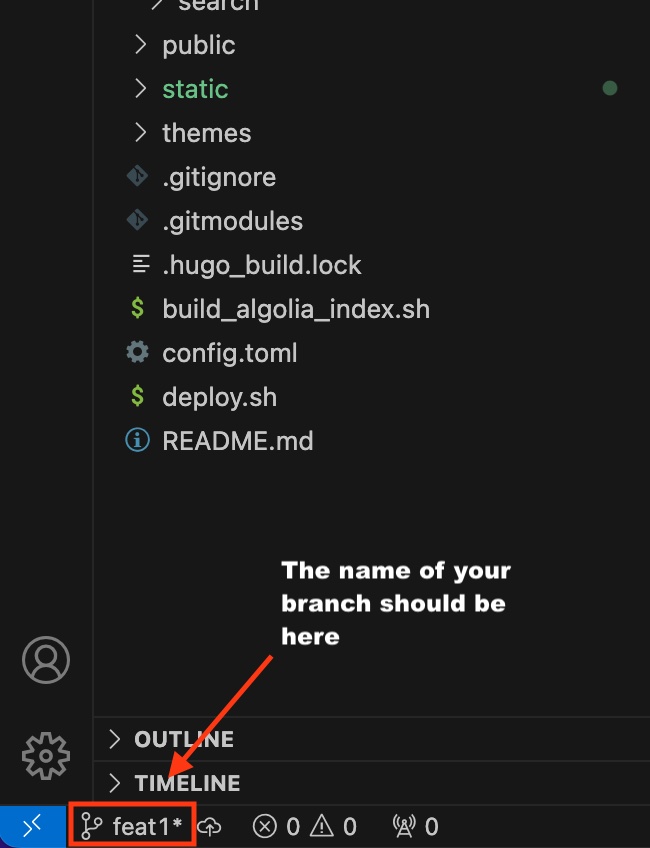 search
public
static
themes
.gitignore
.gitmodules
.hugo_build.lock
$ build_algolia_index.sh
config.toml
$ deploy.sh
README.md
The name of your
branch should be
here
OUTLINE
TIMELINE
feat1* 0 0 0